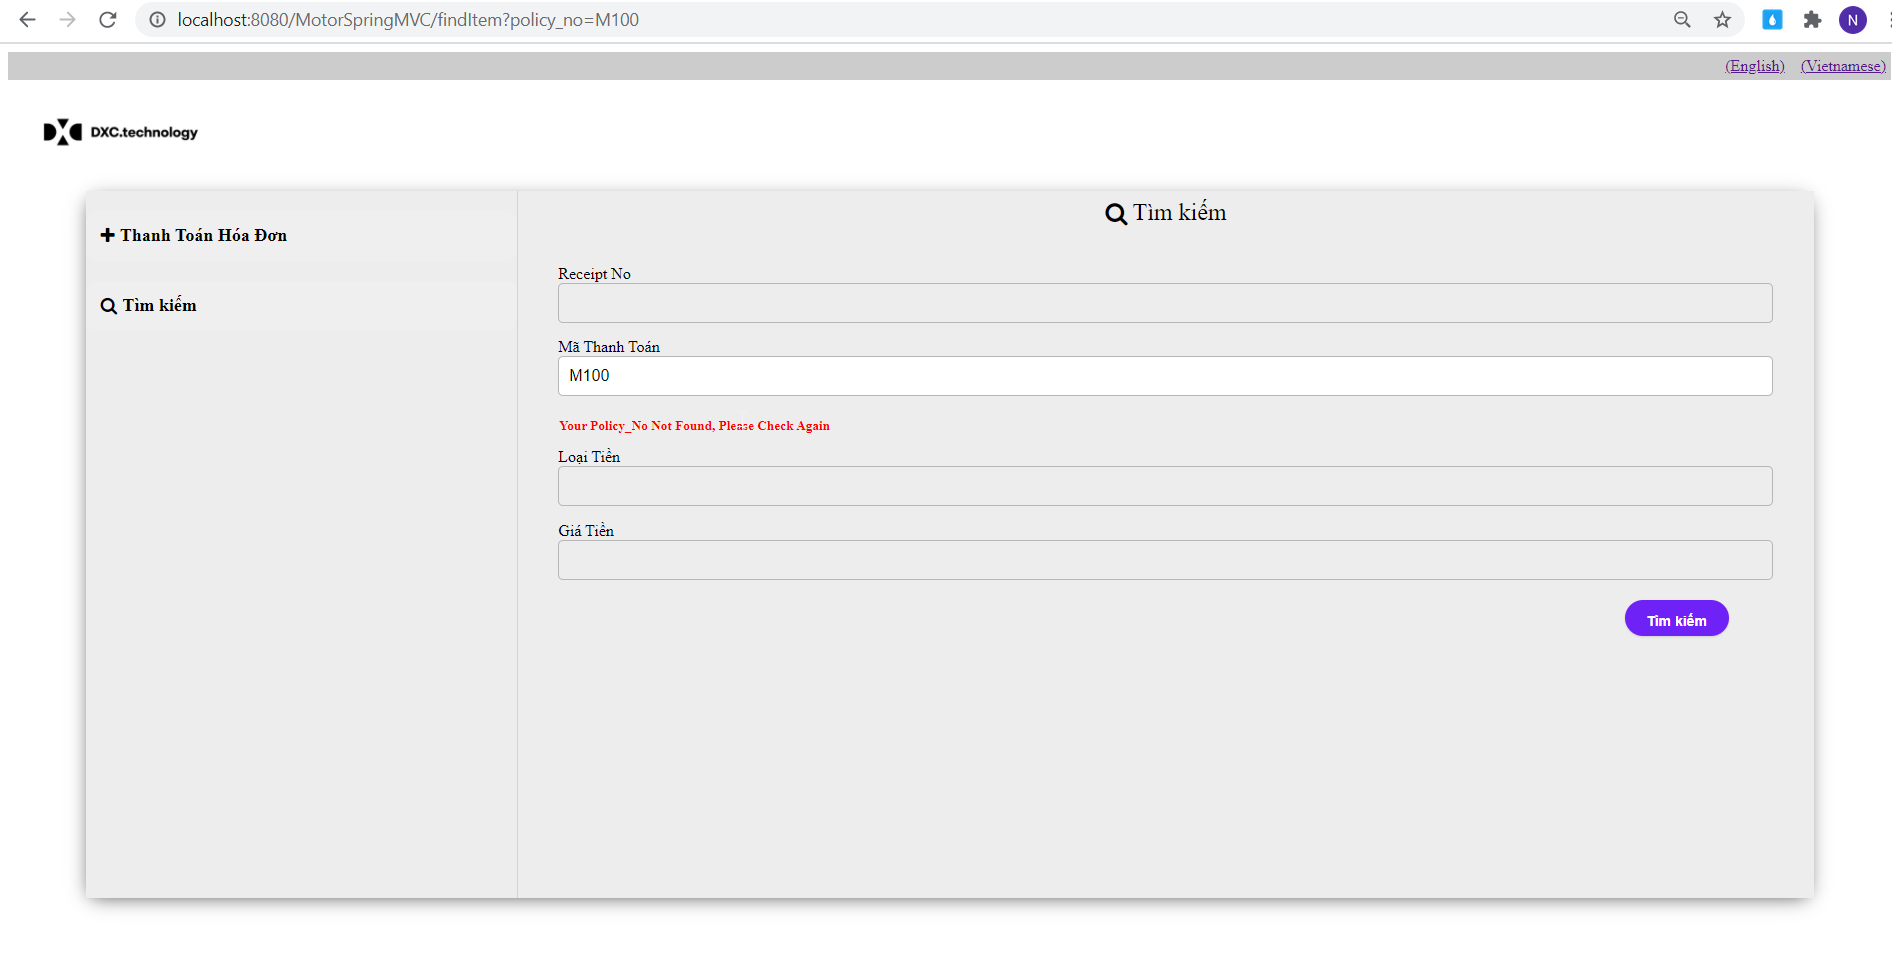 localhost:8080/MotorSpringMVC/findItem?policy_no=M100
N
(English) (Vietnamese)
DXC.technology
Thanh Toán Hóa Đơn
Tìm kiếm
Tìm kiếm
Receipt No
Mã Thanh Toán
M100
Your Policy_No Not Found, Please Check Again
Loại Tiền
Giá Tiền
Tìm kiếm